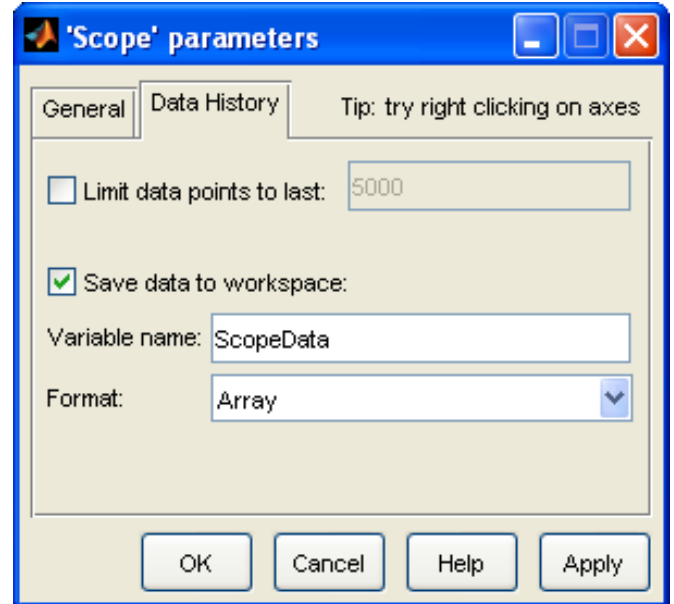 'Scope' parameters
General Data History Tip: try right clicking on axes
Limit data points to last: 5000
Save data to workspace:
Variable name: ScopeData
Format: Array
OK Cancel Help Apply